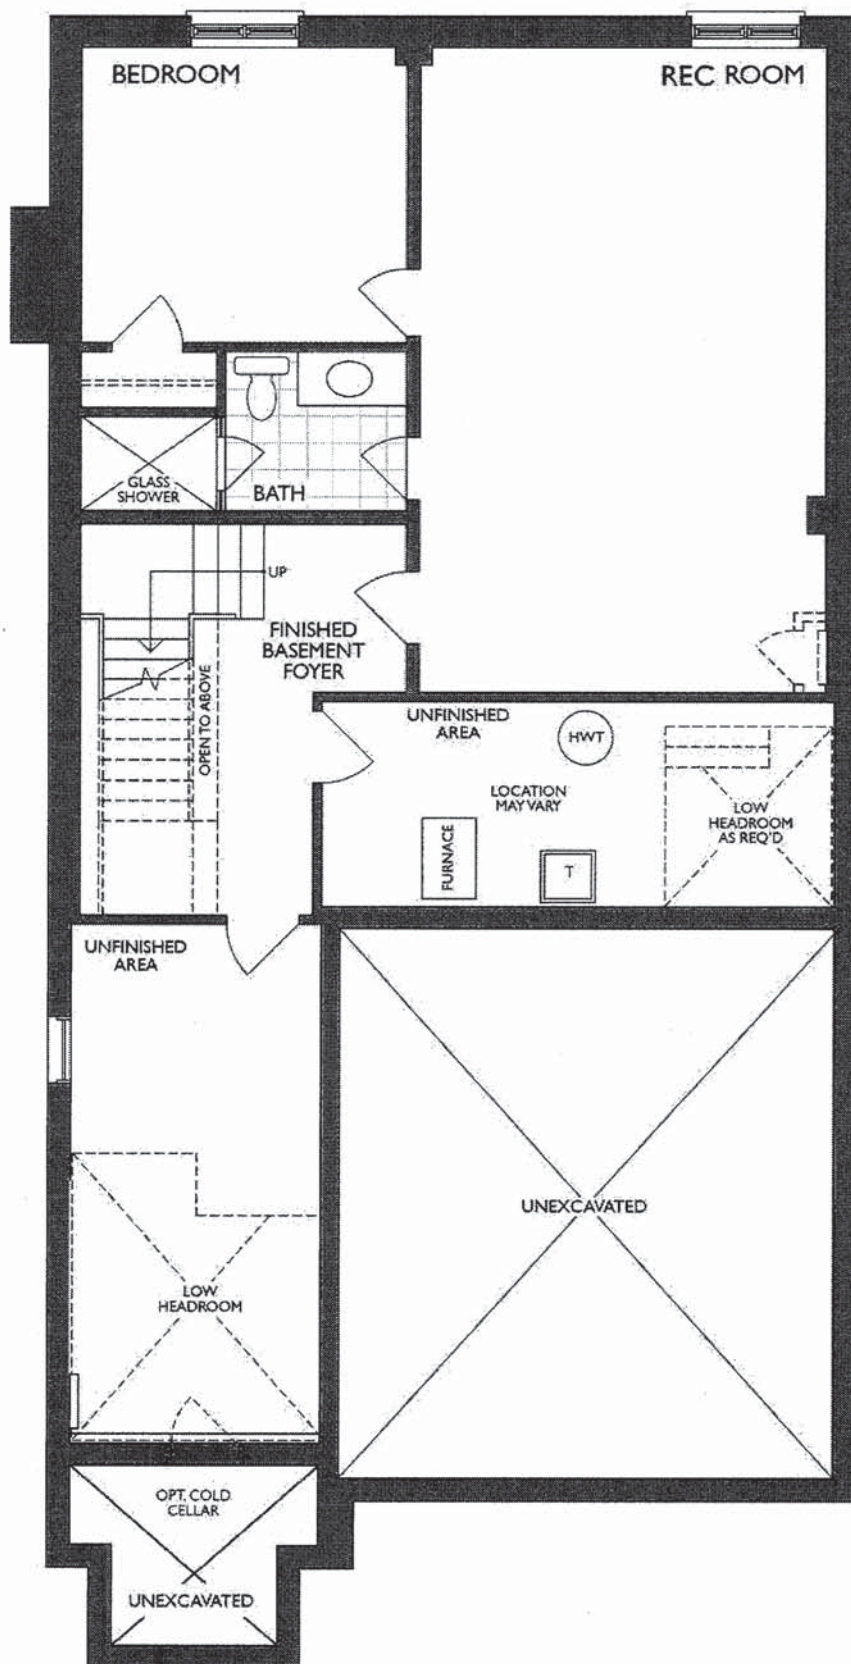 BEDROOM
REC ROOM
GLASS
SHOWER
BATH
UP
FINISHED
BASEMENT
FOYER
OPEN TO ABOVE
UNFINISHED
AREA
HWT
LOCATION
MAY VARY
LOW
HEADROOM
AS REQ'D
FURNACE
T
UNFINISHED
AREA
UNEXCAVATED
LOW
HEADROOM
OPT. COLD
CELLAR
UNEXCAVATED